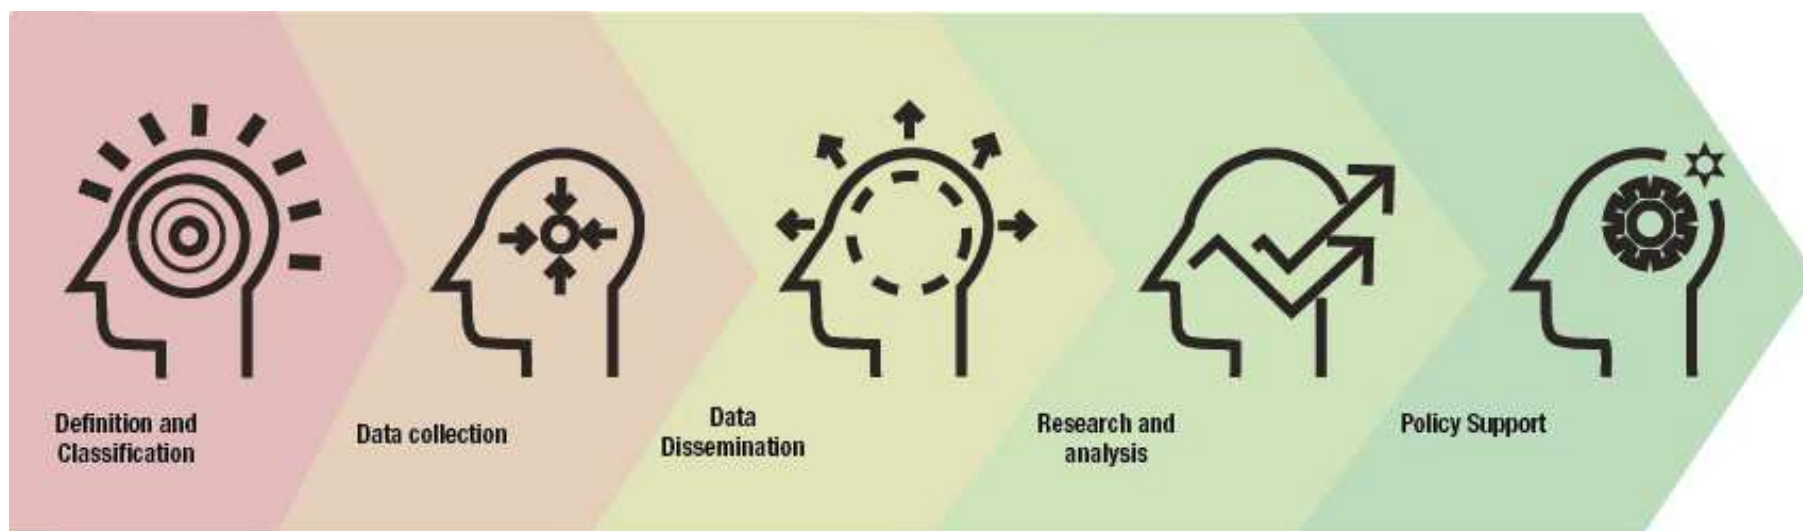 Definition and
Classification
Data collection
Data
Dissemination
Research and
analysis
Policy Support